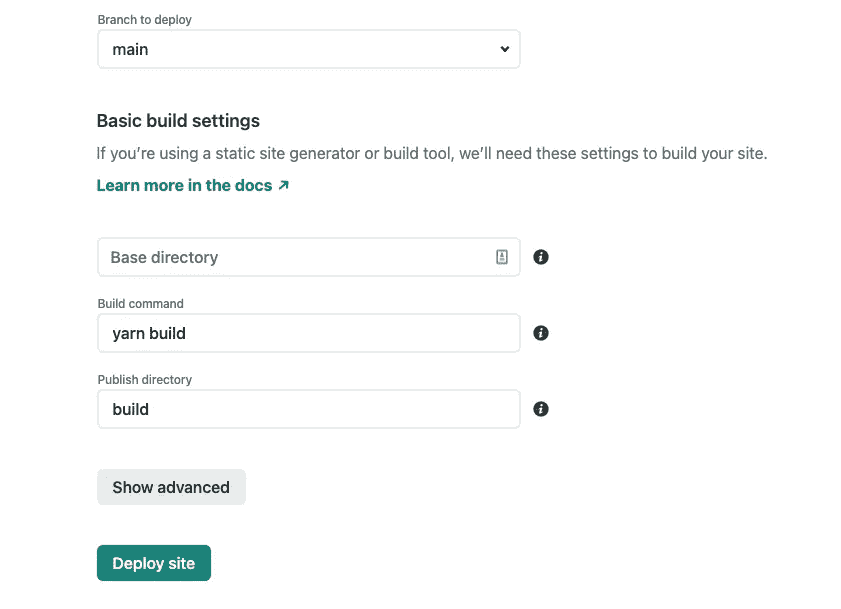 Branch to deploy
main
Basic build settings
If you’re using a static site generator or build tool, we’ll need these settings to build your site.
Learn more in the docs ↗
Base directory
Build command
yarn build
Publish directory
build
Show advanced
Deploy site